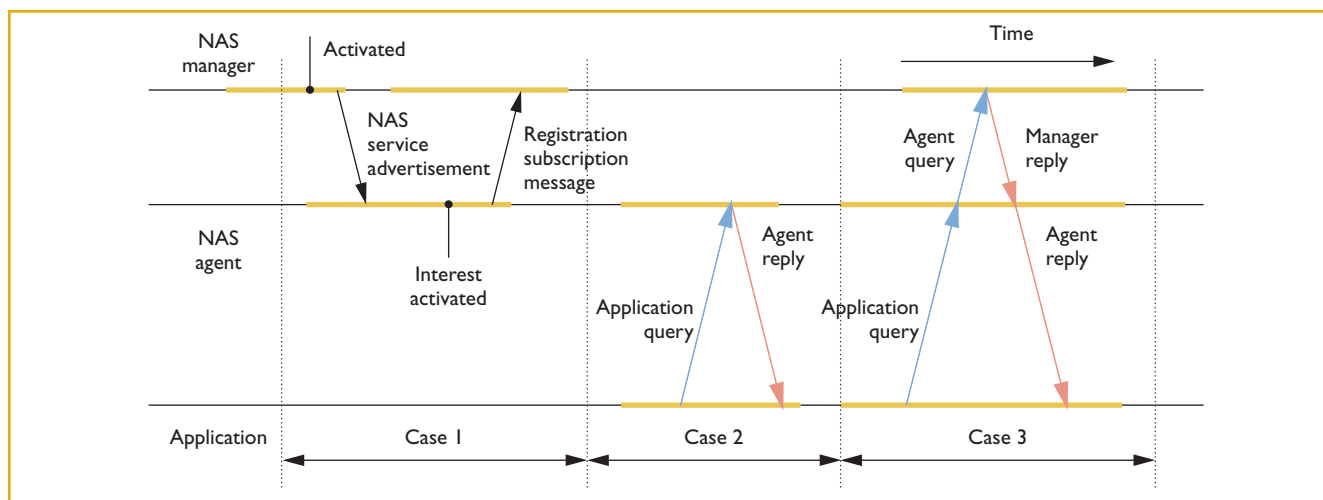 NAS
manager
Activated
Time
NAS
service
advertisement
Registration
subscription
message
Agent
query
Manager
reply
NAS
agent
Interest
activated
Agent
reply
Application
query
Agent
reply
Application
query
Application
Case 1
Case 2
Case 3